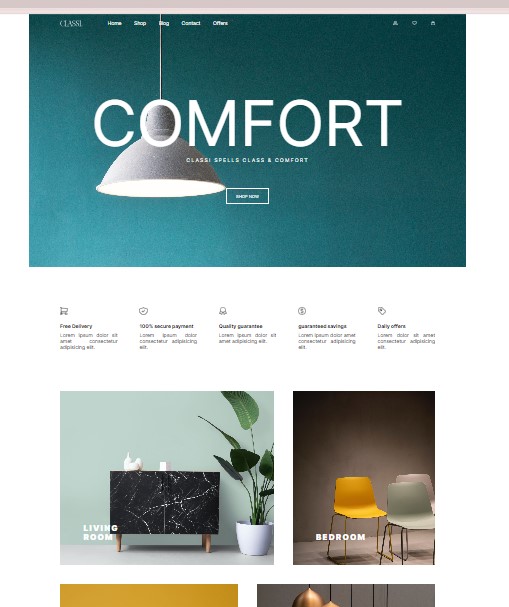 CLASSI
Home Shop Blog Contact Offers
COMFORT
CLASSI SPELLS CLASS & COMFORT
SHOP NOW
Free Delivery
Lorem ipsum dolor sit
amet consectetur
adipisicing elit.
100% secure payment
Lorem ipsum dolor
consectetur adipisicing
elit.
Quality guarantee
Lorem ipsum dolor sit
amet adipisicing elit.
guaranteed savings
Lorem ipsum dolor sit
consectetur adipisicing
elit.
Daily offers
Lorem ipsum dolor sit amet
consectetur adipisicing
elit.
LIVING
ROOM
BEDROOM